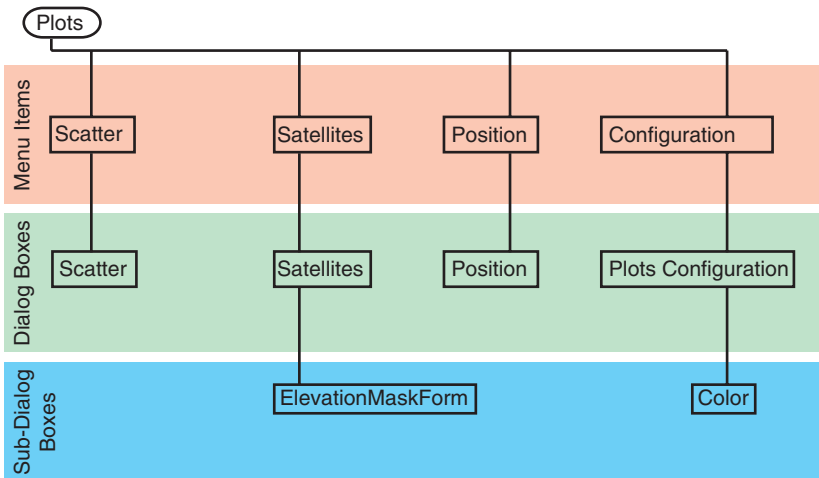 Plots
Menu Items
Scatter
Satellites
Position
Configuration
Dialog Boxes
Scatter
Satellites
Position
Plots Configuration
Sub-Dialog
Boxes
ElevationMaskForm
Color